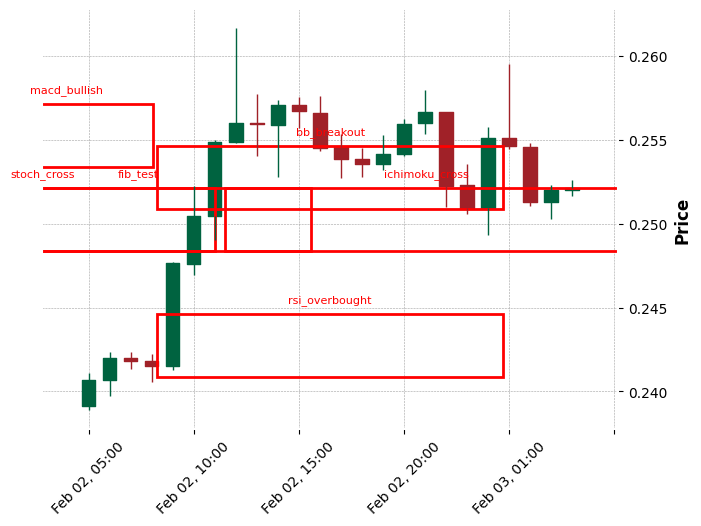 macd_bullish
bb_breakout
stoch_cross
fib_test
ichimoku_cross
rsi_overbought
0.260
0.255
0.250
0.245
0.240
Price
Feb 02, 05:00
Feb 02, 10:00
Feb 02, 15:00
Feb 02, 20:00
Feb 03, 01:00